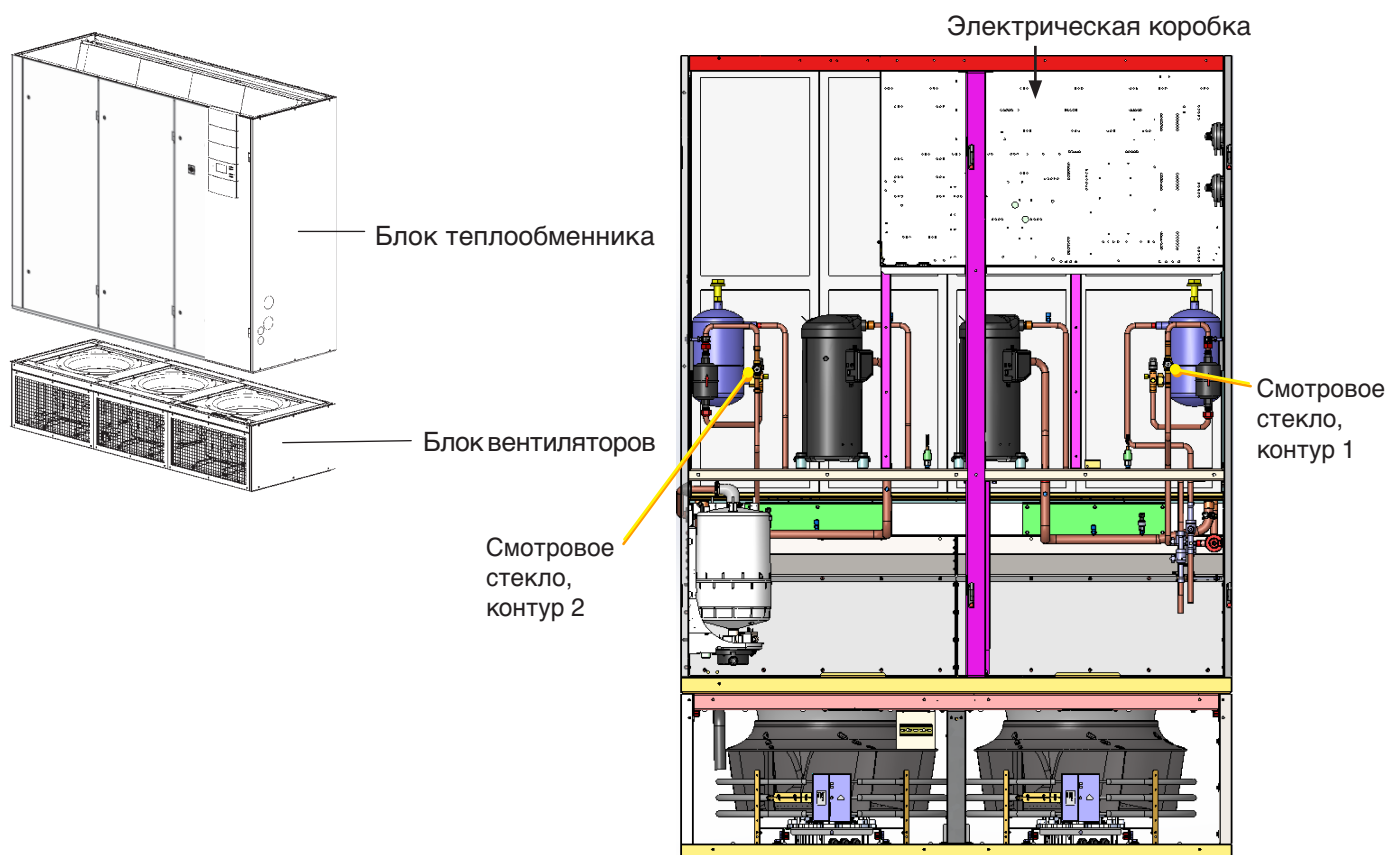 Электрическая коробка
Блок теплообменника
Блок вентиляторов
Смотровое
стекло,
контур 1
Смотровое
стекло,
контур 2